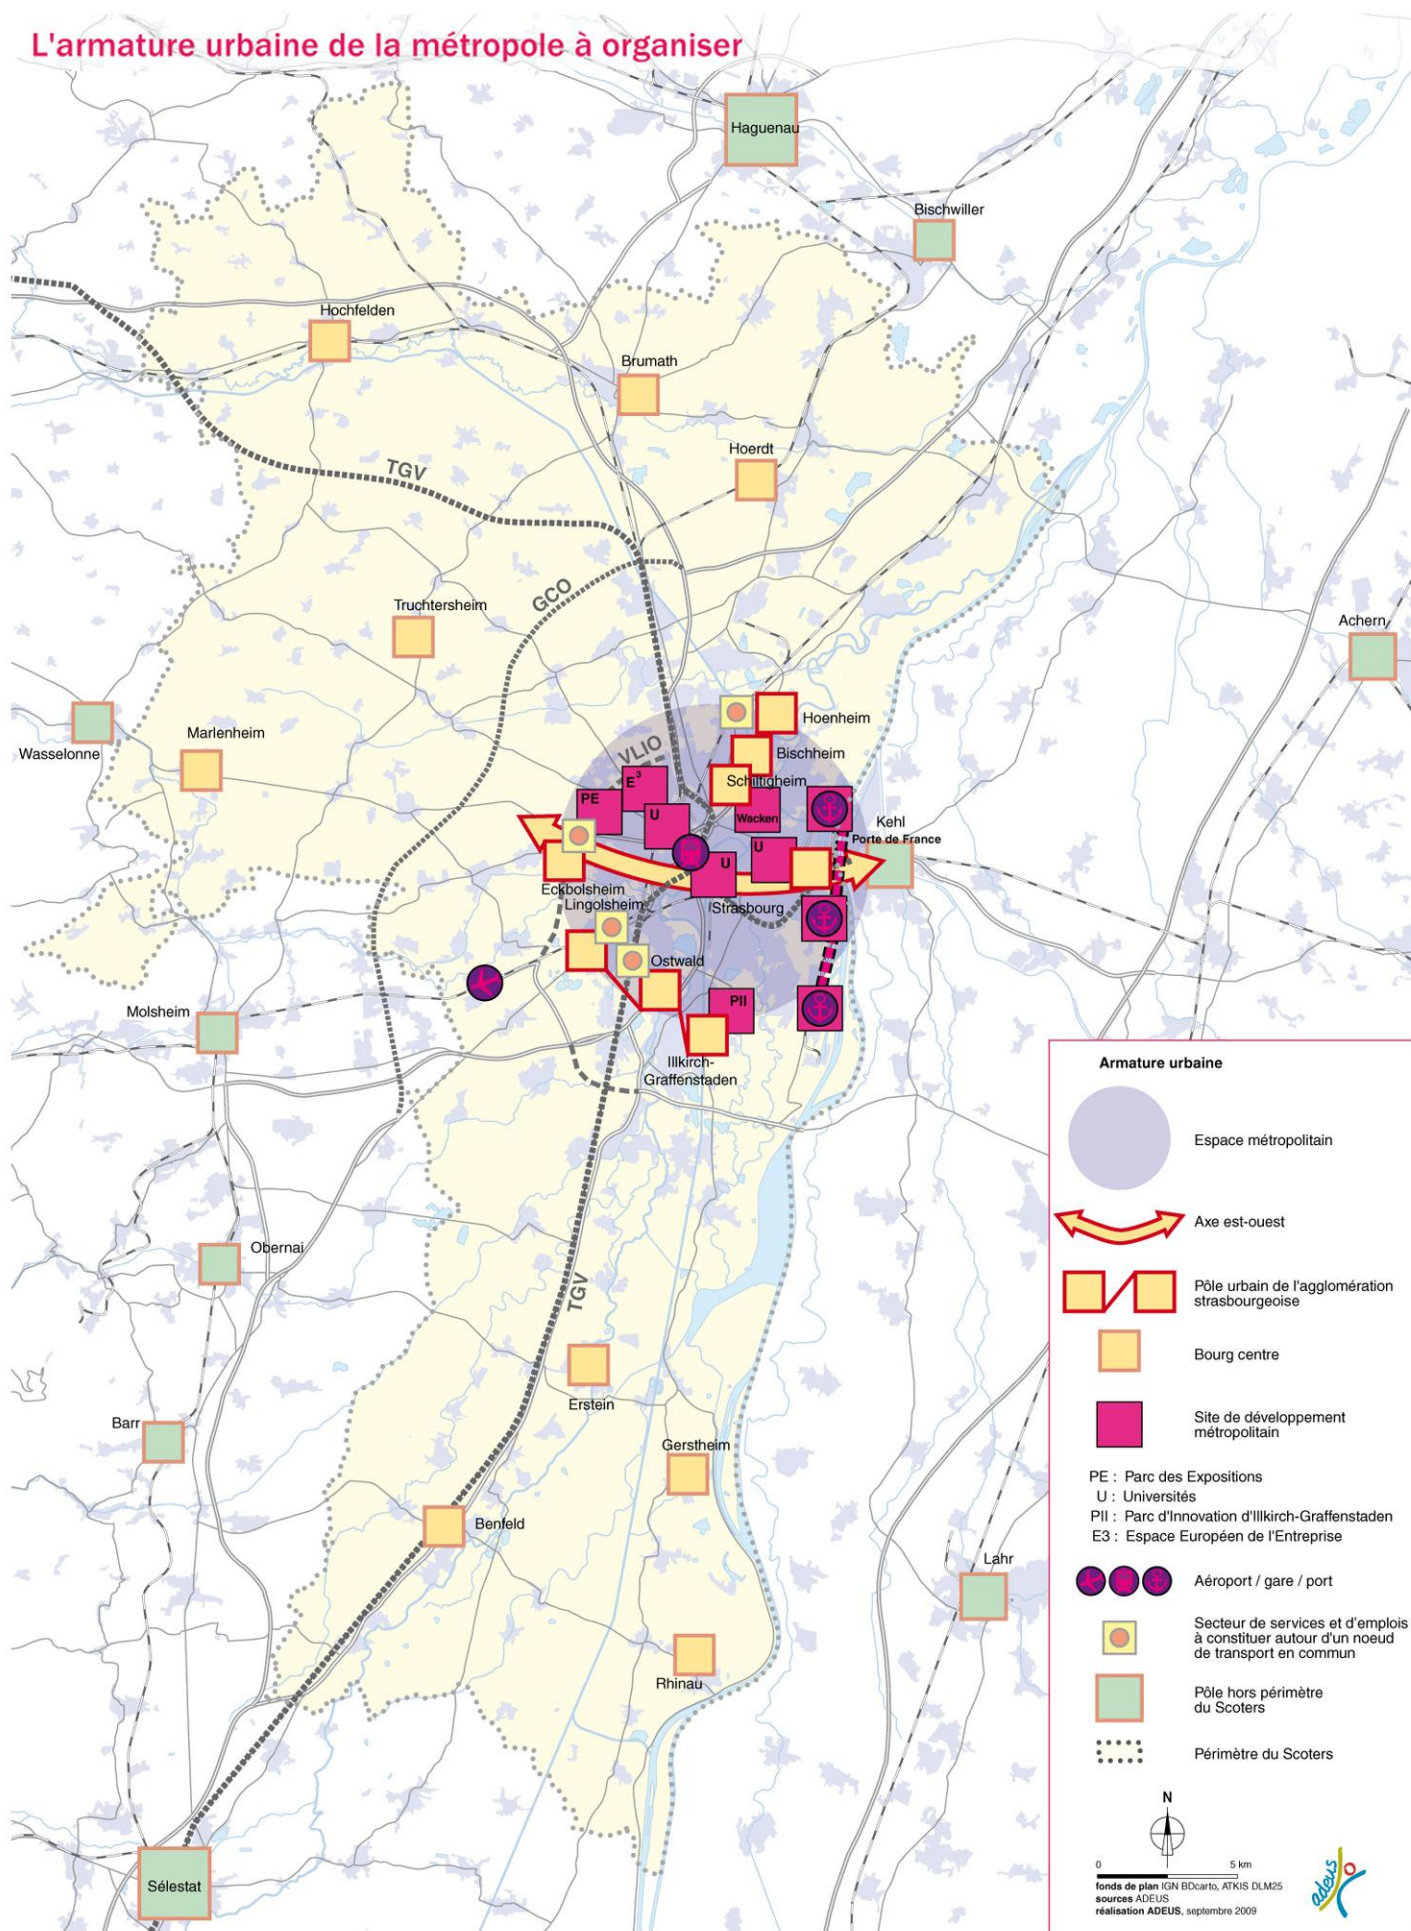 L'armature urbaine de la métropole à organiser
Haguenau
Bischwiller
Hochfelden
Brumath
Hoerdt
TGV
GCO
Truchtersheim
Achern
Wasselonne
Marlenheim
Hoenheim
VLIO
Bischheim
E3
Schiltigheim
PE
U
Wacken
Kehl
Porte de France
U
U
Eckbolsheim
Lingolsheim
Strasbourg
Ostwald
PII
Molsheim
Illkirch-
Graffenstaden
Obernai
TGV
Erstein
Barr
Gerstheim
Benfeld
Lahr
Rhinau
Sélestat
Armature urbaine
Espace métropolitain
Axe est-ouest
Pôle urbain de l'agglomération
strasbourgeoise
Bourg centre
Site de développement
métropolitain
PE : Parc des Expositions
U : Universités
PII : Parc d'Innovation d'Illkirch-Graffenstaden
E3 : Espace Européen de l'Entreprise
Aéroport / gare / port
Secteur de services et d'emplois
à constituer autour d'un noeud
de transport en commun
Pôle hors périmètre
du Scoters
Périmètre du Scoters
N
0 5 km
fonds de plan IGN BDcarto, ATKIS DLM25
sources ADEUS
réalisation ADEUS, septembre 2009
adeus